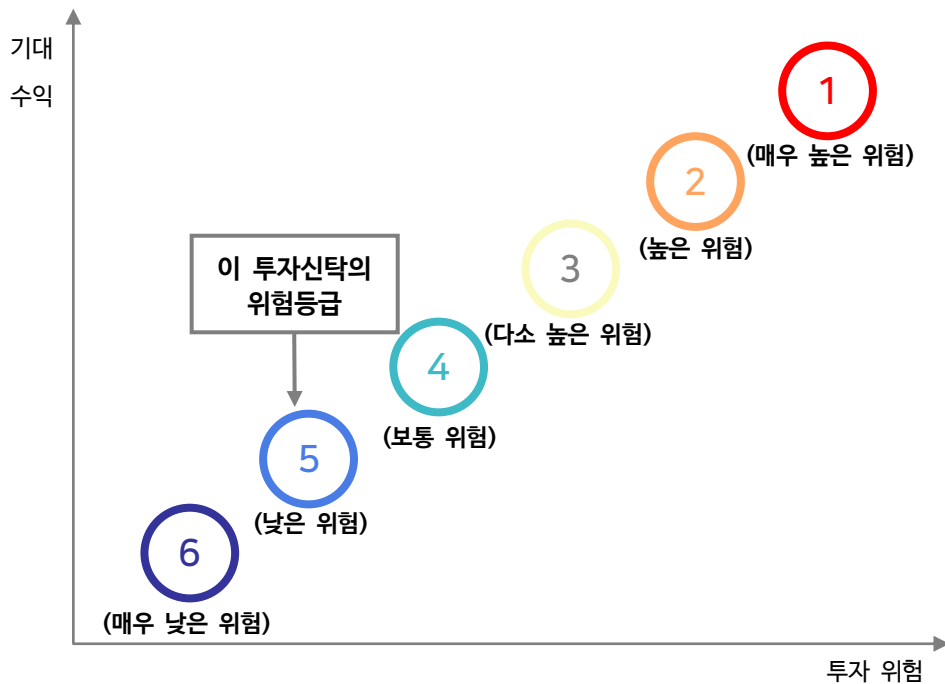 기대
수익
1
(매우 높은 위험)
2
(높은 위험)
이 투자신탁의
위험등급
3
(다소 높은 위험)
4
(보통 위험)
5
(낮은 위험)
6
(매우 낮은 위험)
투자 위험